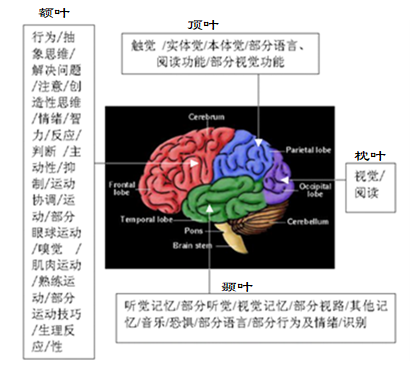 额叶
行为/抽
象思维/
解决问题
/注意/创
造性思维
/情绪/智
力/反应/
判断 /主
动性/抑
制/运动
协调/运
动/部分
眼球运动
/嗅觉 /
肌肉运动
/熟练运
动/部分
运动技巧
/生理反
应/性
顶叶
触觉 /实体觉/本体觉/部分语言、
阅读功能/部分视觉功能
枕叶
视觉/
阅读
Cerebrum
Parietal lobe
Frontal
lobe
Occipital
lobe
Temporal lobe
Cerebellum
Pons
Brain stem
颞叶
听觉记忆/部分听觉/视觉记忆/部分视路/其他记
忆/音乐/恐惧/部分语言/部分行为及情绪/识别